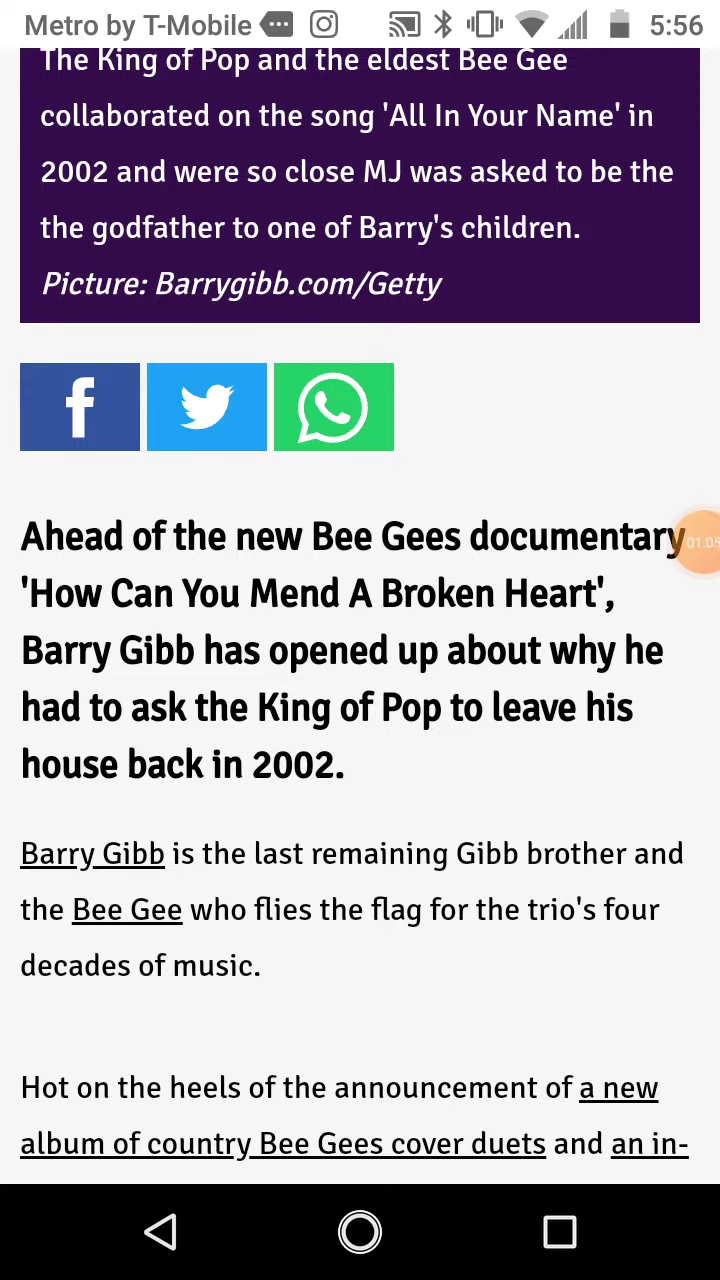 Metro by T-Mobile
5:56
The King of Pop and the eldest Bee Gee
collaborated on the song 'All In Your Name' in
2002 and were so close MJ was asked to be the
the godfather to one of Barry's children.
Picture: Barrygibb.com/Getty
Ahead of the new Bee Gees documentary
01:05
'How Can You Mend A Broken Heart',
Barry Gibb has opened up about why he
had to ask the King of Pop to leave his
house back in 2002.
Barry Gibb is the last remaining Gibb brother and
the Bee Gee who flies the flag for the trio's four
decades of music.
Hot on the heels of the announcement of a new
album of country Bee Gees cover duets and an in-